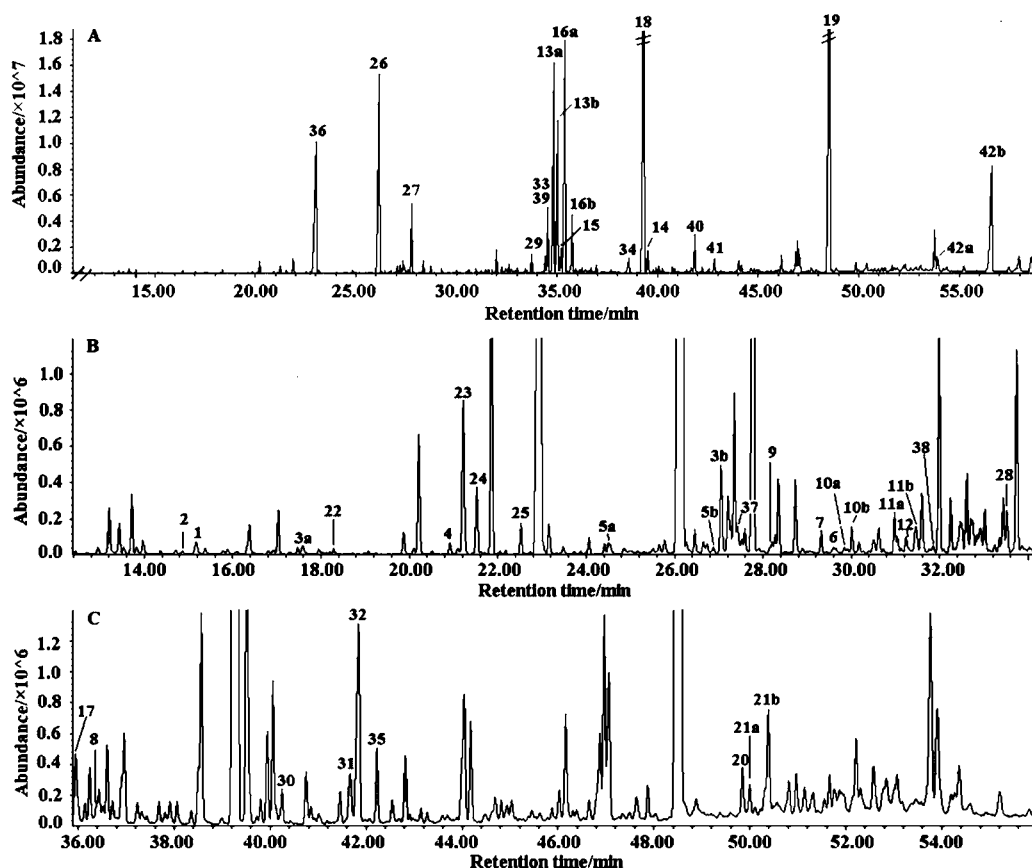 A
18
19
16a
13a
1.8
1.6
26
1.4
13b
1.2
36
1.0
42b
0.8
27
33
0.6
39
16b
0.4
15
29
34
14
40
41
42a
0.2
0.0
Abundance/×10^7
15.00 20.00 25.00 30.00 35.00 40.00 45.00 50.00 55.00
Retention time/min
B
1.0
23
0.8
38
0.6
3b
9
10a
11b
28
24
0.4
37
5b
10b
11a
22
25
0.2
2
1
3a
4
5a
7
6
12
0.0
Abundance/×10^6
14.00 16.00 18.00 20.00 22.00 24.00 26.00 28.00 30.00 32.00
Retention time/min
C
32
1.2
1.0
21b
17
0.8
21a
8
35
0.6
20
31
0.4
30
0.2
0.0
Abundance/×10^6
36.00 38.00 40.00 42.00 44.00 46.00 48.00 50.00 52.00 54.00
Retention time/min